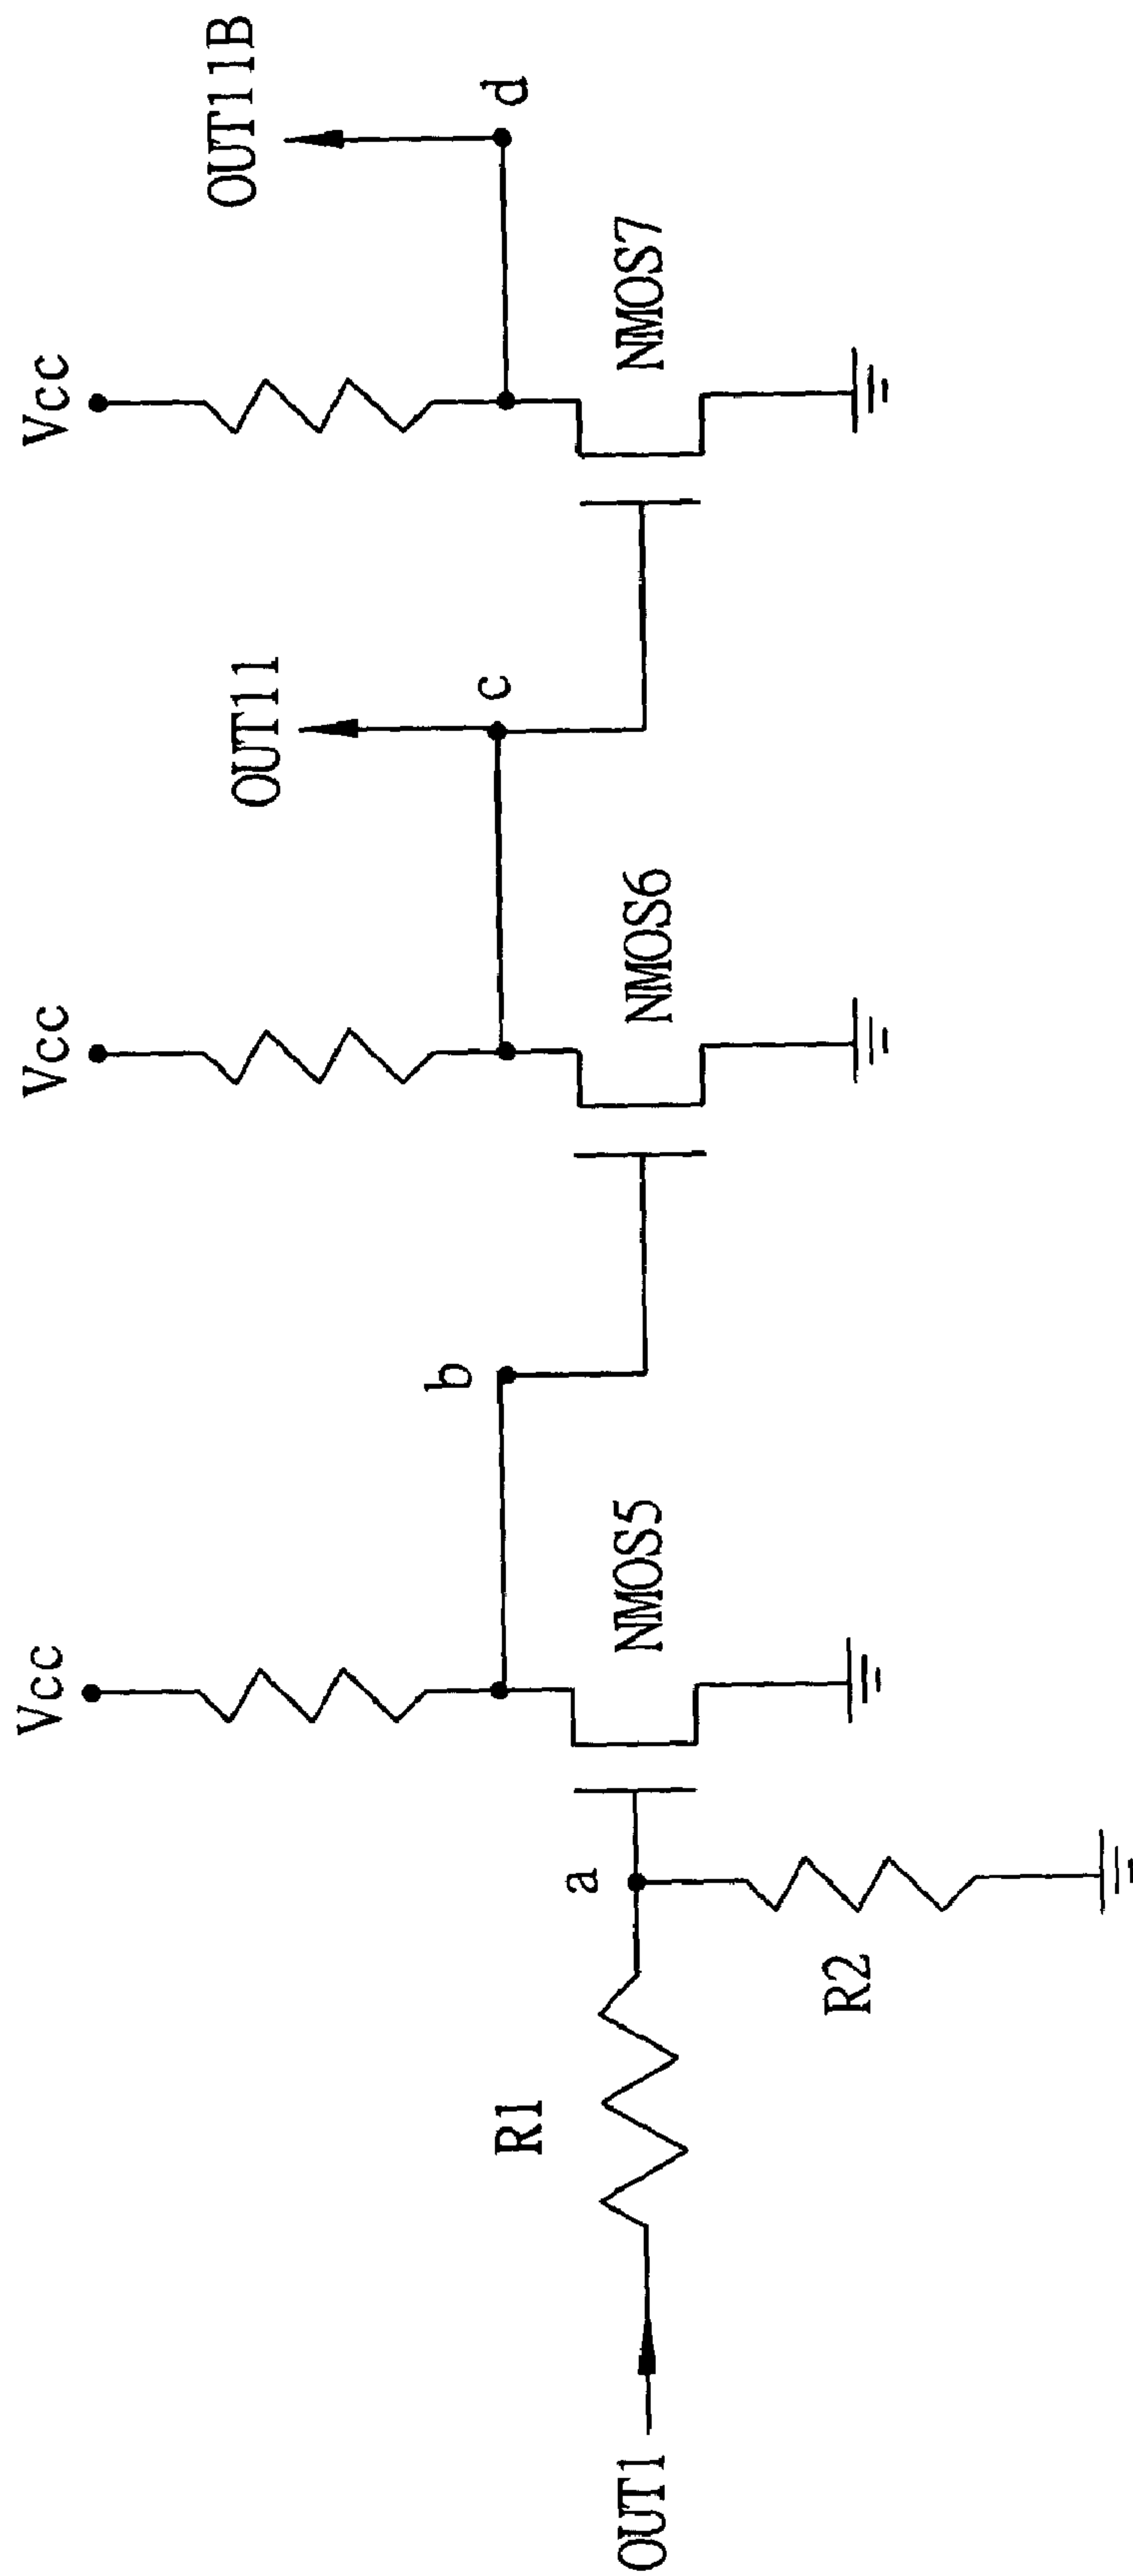 Vcc
Vcc
Vcc
OUT11
OUT11B
b
c
d
NMOS5
NMOS6
NMOS7
a
R1
OUT1
R2